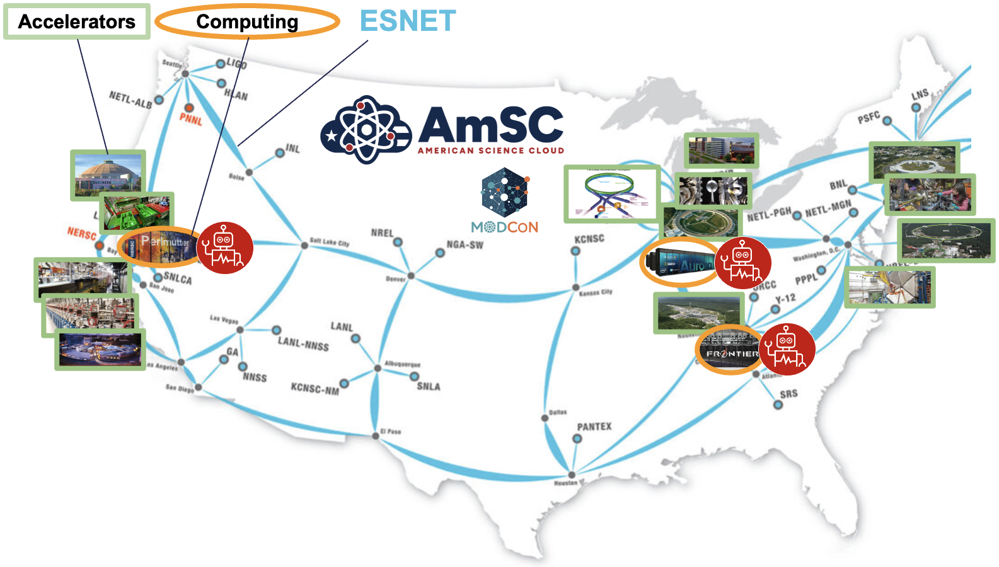 Accelerators
Computing
ESNET
Seattle
LIGO
HLAN
NETL-ALB
PNNL
AmSC
AMERICAN SCIENCE CLOUD
INL
Boise
MODCON
LNS
PSFC
BNL
NETL-PGH
NETL-MGN
NERSC
Perlmutter
NERSC
Salt Lake City
NREL
NGA-SW
KCNSC
Washington, D.C.
Aurora
SNLCA
San Jose
Denver
Kansas City
PPPL
Y-12
Las Vegas
LANL-NNSS
LANL
GA
NNSS
Los Angeles
San Diego
Albuquerque
KCNSC-NM
SNLA
FRONTIER
Atlanta
SRS
Dallas
PANTEX
El Paso
Houston